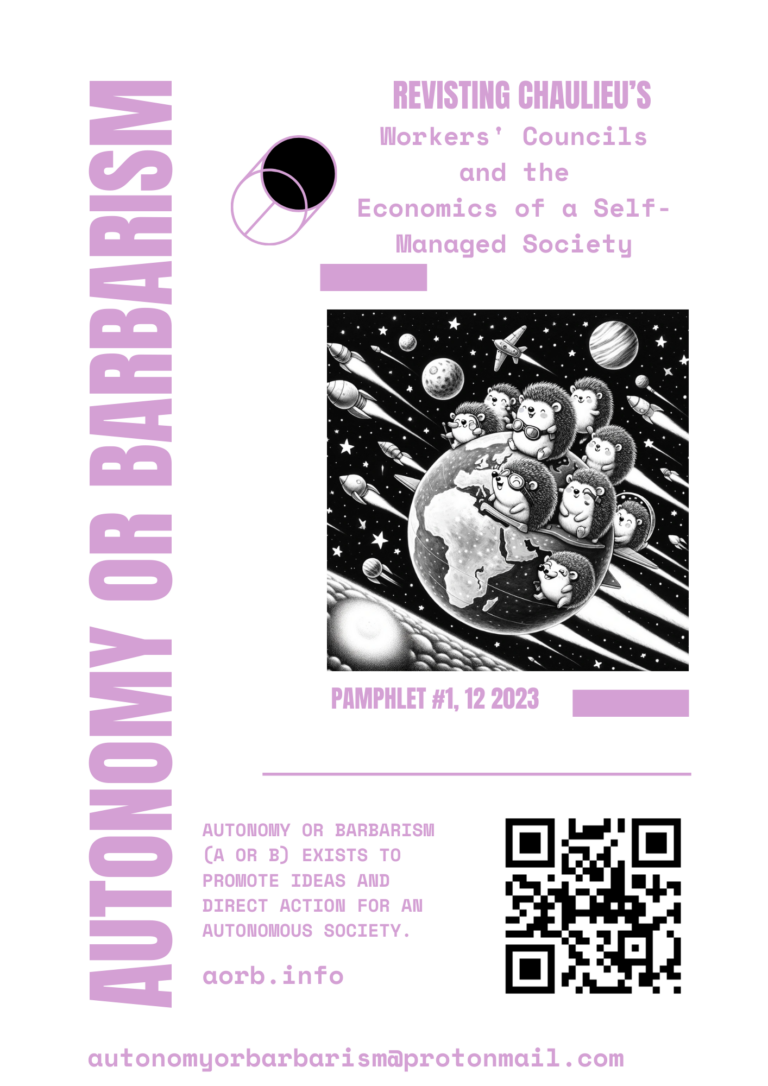 AUTONOMY OR BARBARISM
REVISTING CHAULIEU'S
Workers' Councils
and the
Economics of a Self-
Managed Society
PAMPHLET #1, 12 2023
AUTONOMY OR BARBARISM
(A OR B) EXISTS TO
PROMOTE IDEAS AND
DIRECT ACTION FOR AN
AUTONOMOUS SOCIETY.
aorb.info
autonomyorbarbarism@protonmail.com